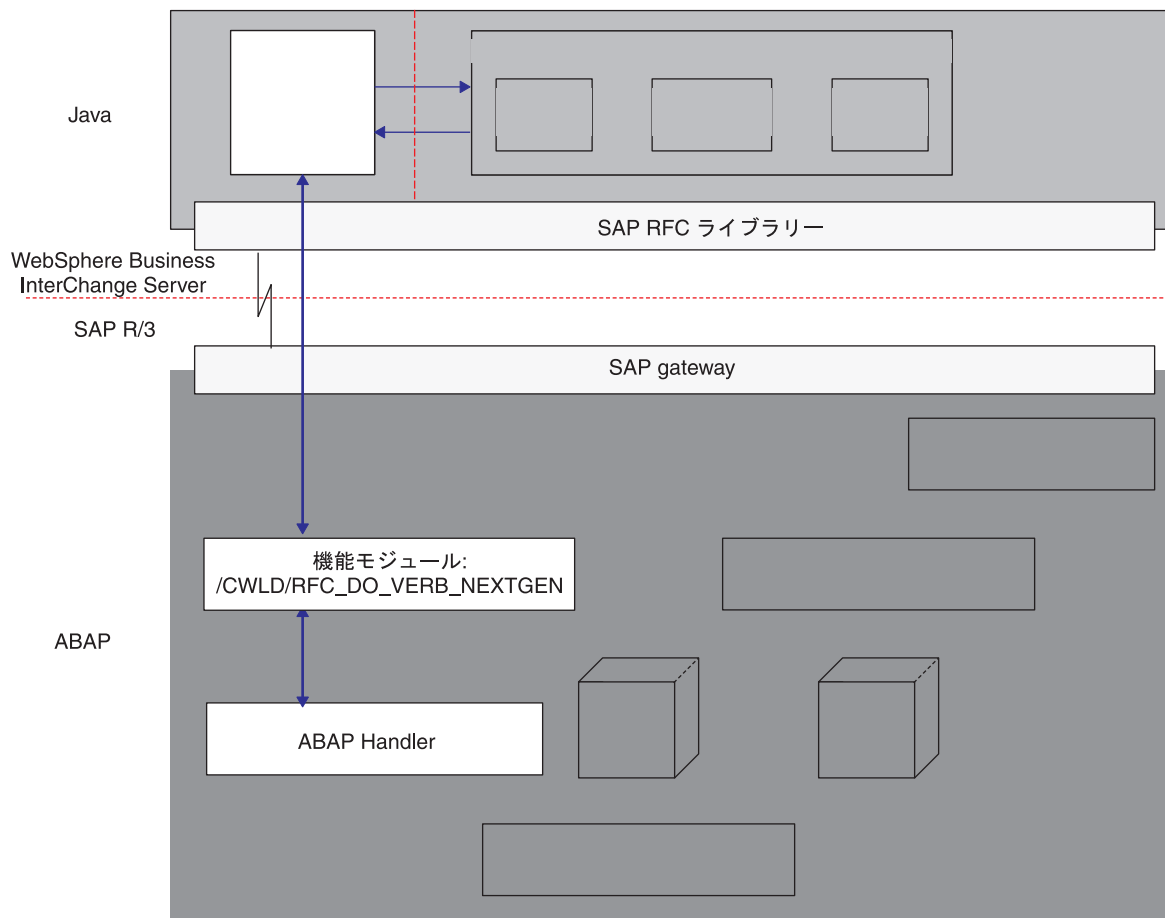 Java
SAP RFC ライブラリー
WebSphere Business
InterChange Server
SAP R/3
SAP gateway
機能モジュール:
/CWLD/RFC_DO_VERB_NEXTGEN
ABAP
ABAP Handler